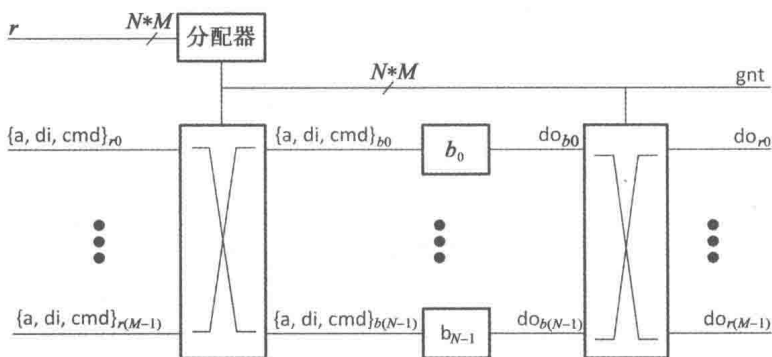 r
N*M
分配器
N*M
gnt
{a, di, cmd}r0
{a, di, cmd}b0
b0
dob0
dor0
{a, di, cmd}r(M−1)
{a, di, cmd}b(N−1)
bN−1
dob(N−1)
dor(M−1)